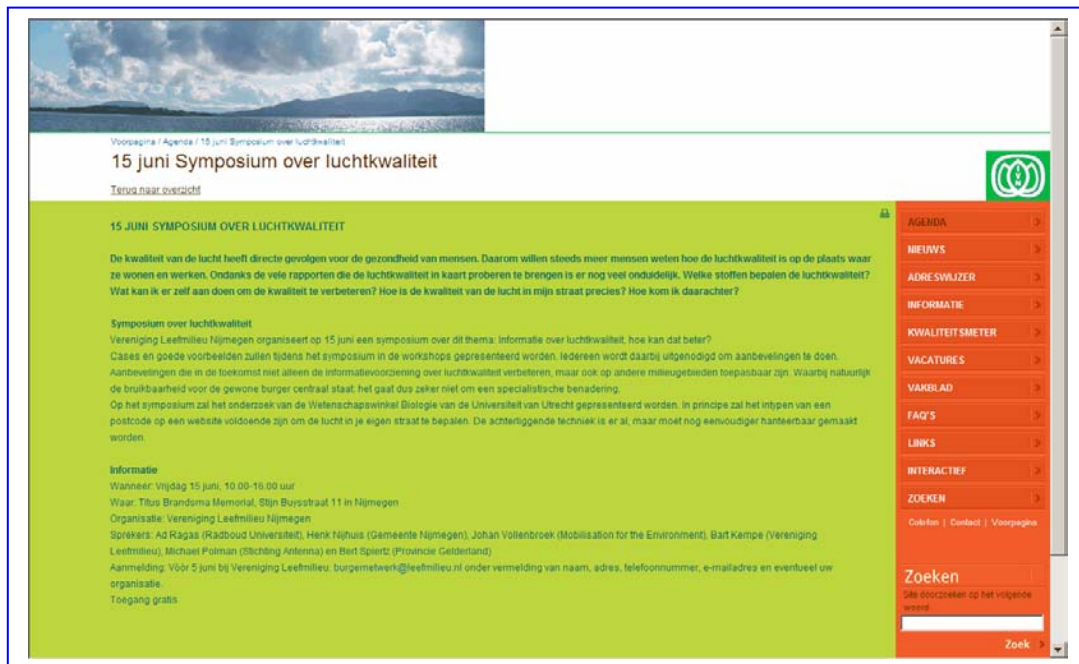 Voorpagina / Agenda / 15 juni Symposium over luchtkwaliteit
15 juni Symposium over luchtkwaliteit
Terug naar overzicht
15 JUNI SYMPOSIUM OVER LUCHTKWALITEIT
De kwaliteit van de lucht heeft directe gevolgen voor de gezondheid van mensen. Daarom willen steeds meer mensen weten hoe de luchtkwaliteit is op de plaats waar
ze wonen en werken. Ondanks de vele rapporten die de luchtkwaliteit in kaart proberen te brengen is er nog veel onduidelijk. Welke stoffen bepalen de luchtkwaliteit?
Wat kan ik er zelf aan doen om de kwaliteit te verbeteren? Hoe is de kwaliteit van de lucht in mijn straat precies? Hoe kom ik daarachter?
Symposium over luchtkwaliteit
Vereniging Leefmilieu Nijmegen organiseert op 15 juni een symposium over dit thema: Informatie over luchtkwaliteit, hoe kan dat beter?
Cases en goede voorbeelden zullen tijdens het symposium in de workshops gepresenteerd worden. Iedereen wordt daarbij uitgenodigd om aanbevelingen te doen.
Aanbevelingen die in de toekomst niet alleen de informatievoorziening over luchtkwaliteit verbeteren, maar ook op andere milieugebieden toepasbaar zijn. Waarbij natuurlijk
de bruikbaarheid voor de gewone burger centraal staat: het gaat dus zeker niet om een specialistische benadering.
Op het symposium zal het onderzoek van de Wetenschapswinkel Biologie van de Universiteit van Utrecht gepresenteerd worden. In principe zal het intypen van een
postcode op een website voldoende zijn om de lucht in je eigen straat te bepalen. De achterliggende techniek is er al, maar moet nog eenvoudiger hanteerbaar gemaakt
worden.
Informatie
Wanneer: Vrijdag 15 juni, 10.00-16.00 uur
Waar: Titus Brandsma Memorial, Stijn Buysstraat 11 in Nijmegen
Organisatie: Vereniging Leefmilieu Nijmegen
Sprekers: Ad Ragas (Radboud Universiteit), Henk Nijhuis (Gemeente Nijmegen), Johan Vollenbroek (Mobilisation for the Environment), Bart Kempe (Vereniging
Leefmilieu), Michael Polman (Stichting Antenna) en Bert Spiertz (Provincie Gelderland)
Aanmelding: Vóór 5 juni bij Vereniging Leefmilieu: burgernetwerk@leefmilieu.nl onder vermelding van naam, adres, telefoonnummer, e-mailadres en eventueel uw
organisatie.
Toegang gratis
AGENDA
NIEUWS
ADRESWIJZER
INFORMATIE
KWALITEITSMETER
VACATURES
VAKBLAD
FAQ'S
LINKS
INTERACTIEF
ZOEKEN
Colofon | Contact | Voorpagina
Zoeken
Site doorzoeken op het volgende
woord
Zoek